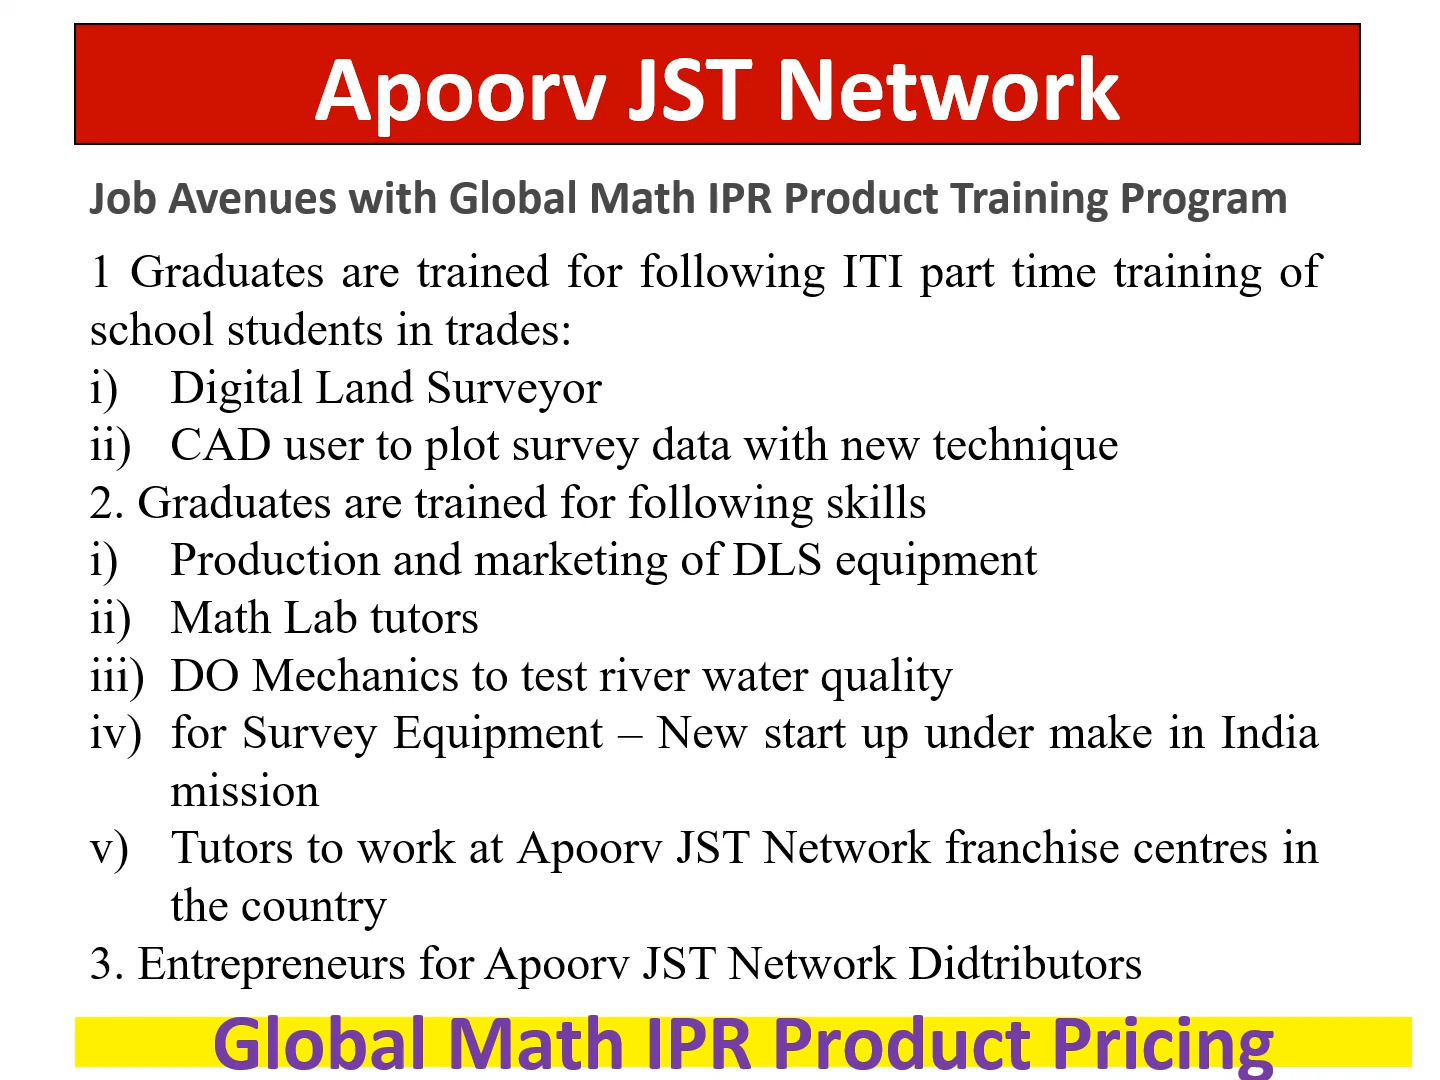 Apoorv JST Network
Job Avenues with Global Math IPR Product Training Program
1 Graduates are trained for following ITI part time training of
school students in trades:
i) Digital Land Surveyor
ii) CAD user to plot survey data with new technique
2. Graduates are trained for following skills
i) Production and marketing of DLS equipment
ii) Math Lab tutors
iii) DO Mechanics to test river water quality
iv) for Survey Equipment – New start up under make in India
mission
v) Tutors to work at Apoorv JST Network franchise centres in
the country
3. Entrepreneurs for Apoorv JST Network Didtributors
Global Math IPR Product Pricing